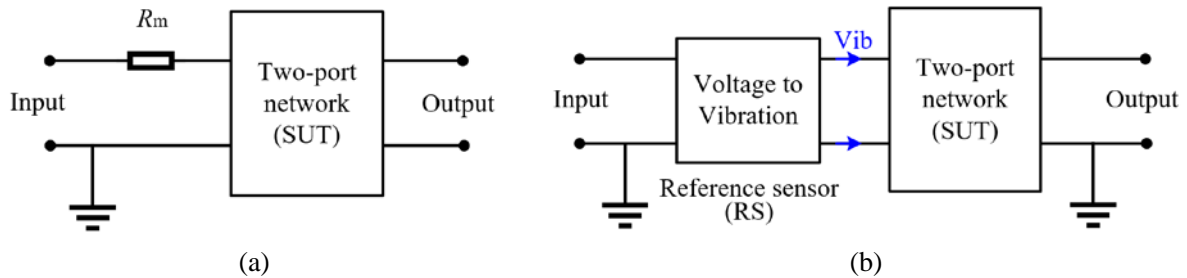 Rm
Input
Two-port
network
(SUT)
Output
(a)
Input
Voltage to
Vibration
Reference sensor
(RS)
Vib
Two-port
network
(SUT)
Output
(b)